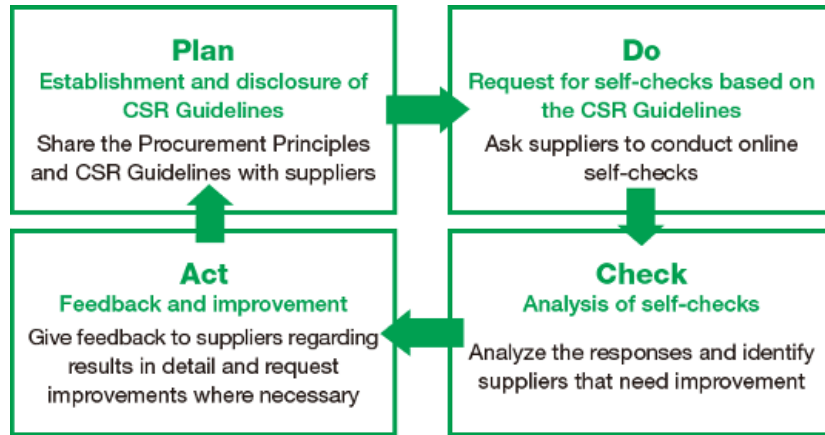 Plan
Establishment and disclosure of
CSR Guidelines
Share the Procurement Principles
and CSR Guidelines with suppliers
Do
Request for self-checks based on
the CSR Guidelines
Ask suppliers to conduct online
self-checks
Check
Analysis of self-checks
Analyze the responses and identify
suppliers that need improvement
Act
Feedback and improvement
Give feedback to suppliers regarding
results in detail and request
improvements where necessary